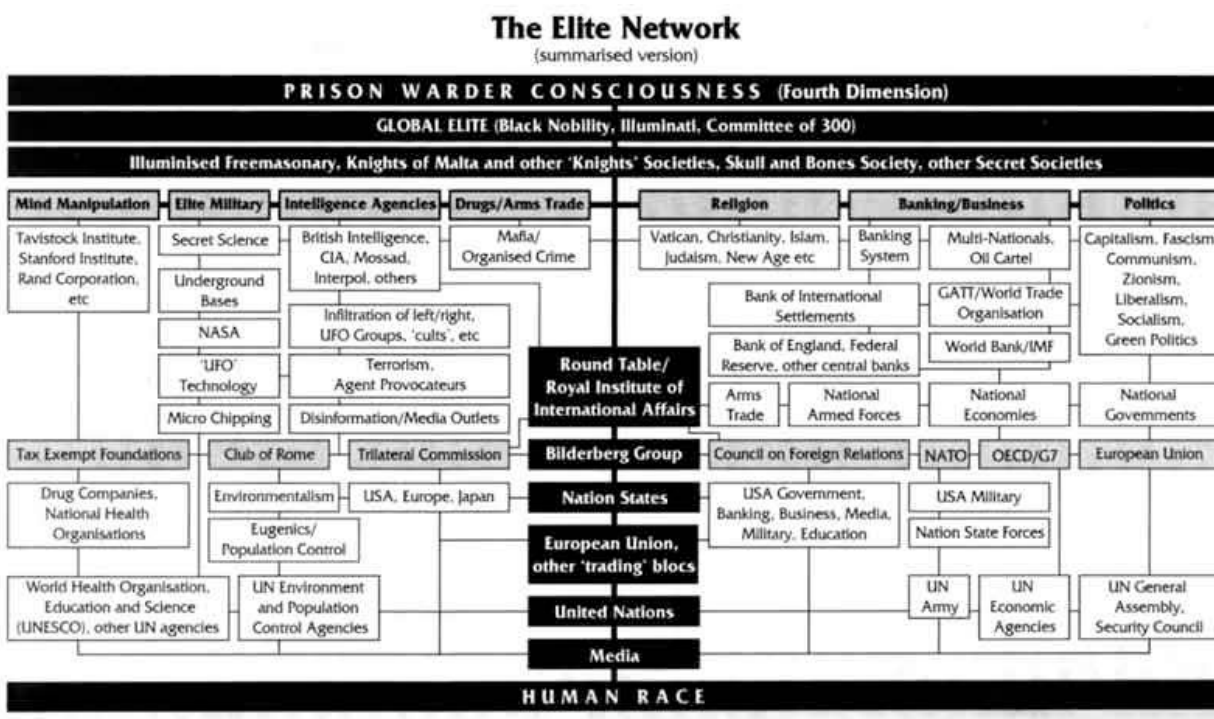 The Elite Network
(summarised version)
PRISON WARDER CONSCIOUSNESS (Fourth Dimension)
GLOBAL ELITE (Black Nobility, Illuminati, Committee of 300)
Illuminised Freemasonary, Knights of Malta and other 'Knights' Societies, Skull and Bones Society, other Secret Societies
Mind Manipulation
Elite Military
Intelligence Agencies
Drugs/Arms Trade
Religion
Banking/Business
Politics
Tavistock Institute,
Stanford Institute,
Rand Corporation,
etc
Secret Science
Underground
Bases
NASA
'UFO'
Technology
Micro Chipping
British Intelligence,
CIA, Mossad,
Interpol, others
Infiltration of left/right,
UFO Groups, 'cults', etc
Terrorism,
Agent Provocateurs
Disinformation/Media Outlets
Mafia/
Organised Crime
Vatican, Christianity, Islam,
Judaism, New Age etc
Banking
System
Multi-Nationals,
Oil Cartel
Capitalism, Fascism
Communism,
Zionism,
Liberalism,
Socialism,
Green Politics
Bank of International
Settlements
GATT/World Trade
Organisation
Bank of England, Federal
Reserve, other central banks
World Bank/IMF
Round Table/
Royal Institute of
International Affairs
Arms
Trade
National
Armed Forces
National
Economies
National
Governments
Tax Exempt Foundations
Club of Rome
Trilateral Commission
Bilderberg Group
Council on Foreign Relations
NATO
OECD/G7
European Union
Drug Companies,
National Health
Organisations
Environmentalism
USA, Europe, Japan
Eugenics/
Population Control
Nation States
USA Government,
Banking, Business, Media,
Military, Education
USA Military
Nation State Forces
European Union,
other 'trading' blocs
World Health Organisation,
Education and Science
(UNESCO), other UN agencies
UN Environment
and Population
Control Agencies
United Nations
UN
Army
UN
Economic
Agencies
UN General
Assembly,
Security Council
Media
HUMAN RACE